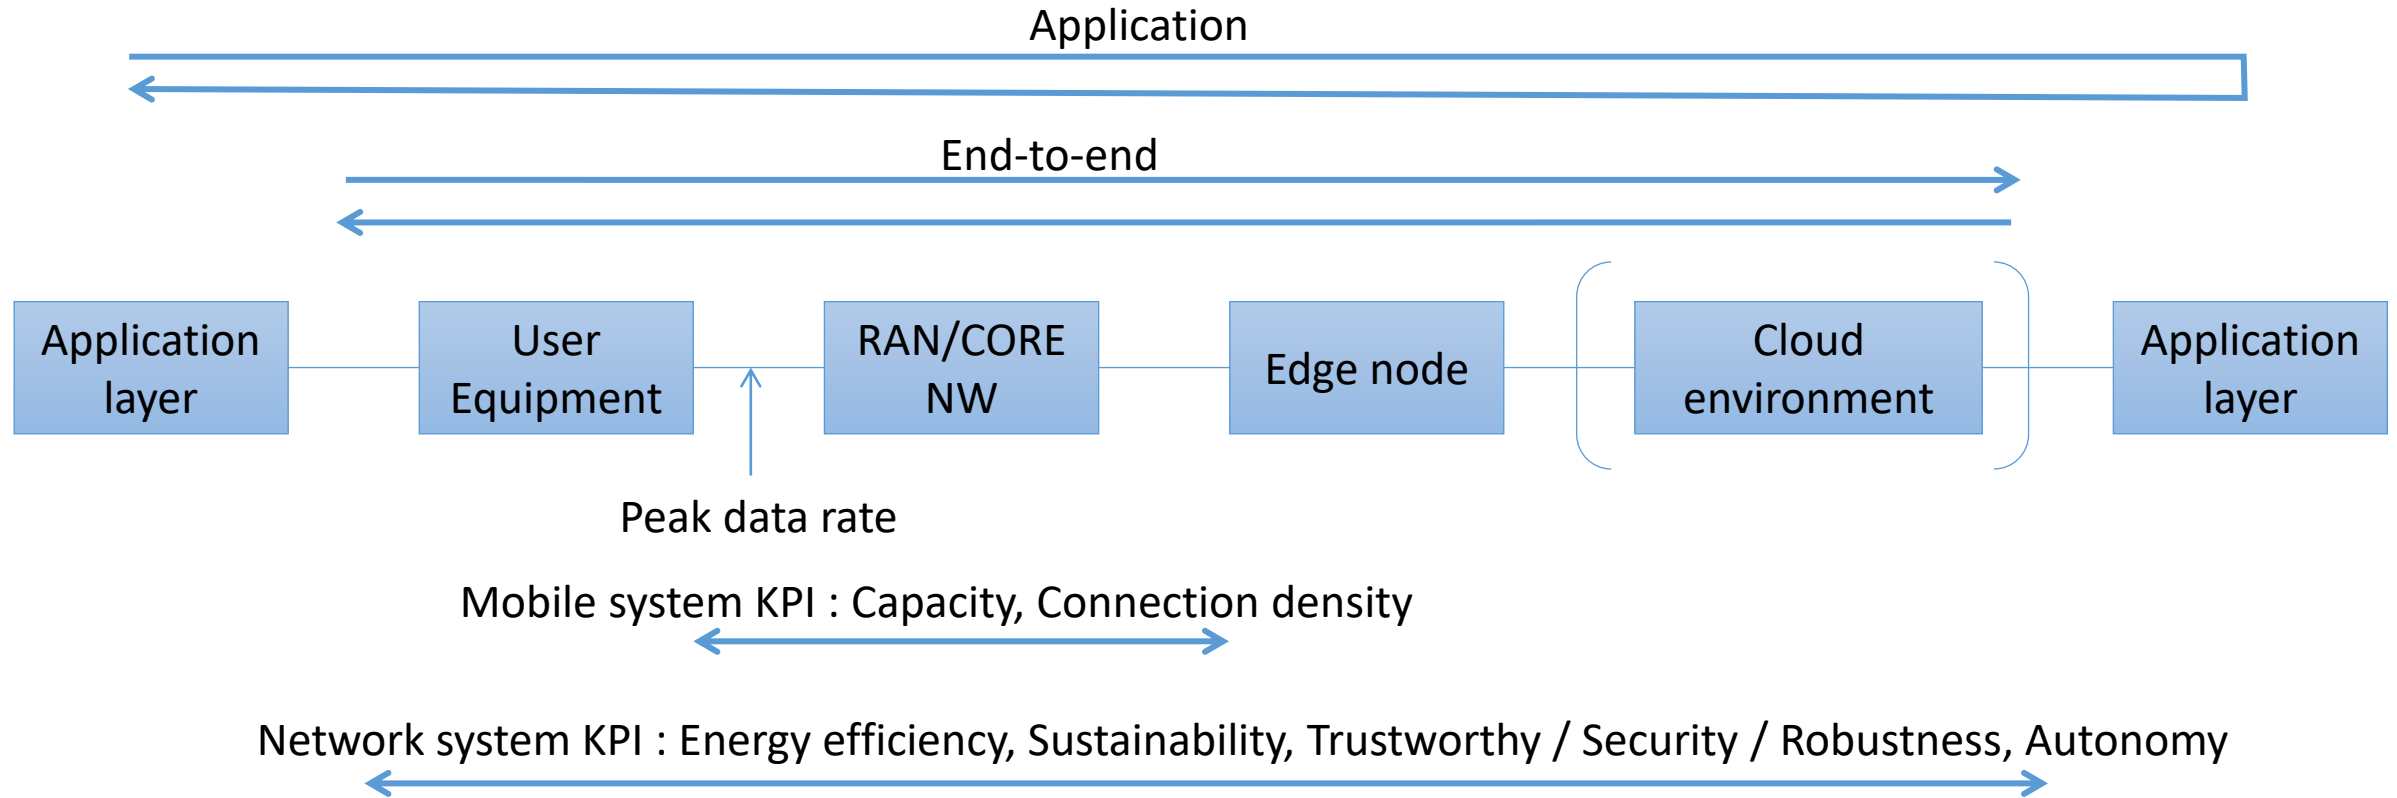 Application
End-to-end
Application
layer
User
Equipment
RAN/CORE
NW
Edge node
Cloud
environment
Application
layer
Peak data rate
Mobile system KPI : Capacity, Connection density
Network system KPI : Energy efficiency, Sustainability, Trustworthy / Security / Robustness, Autonomy